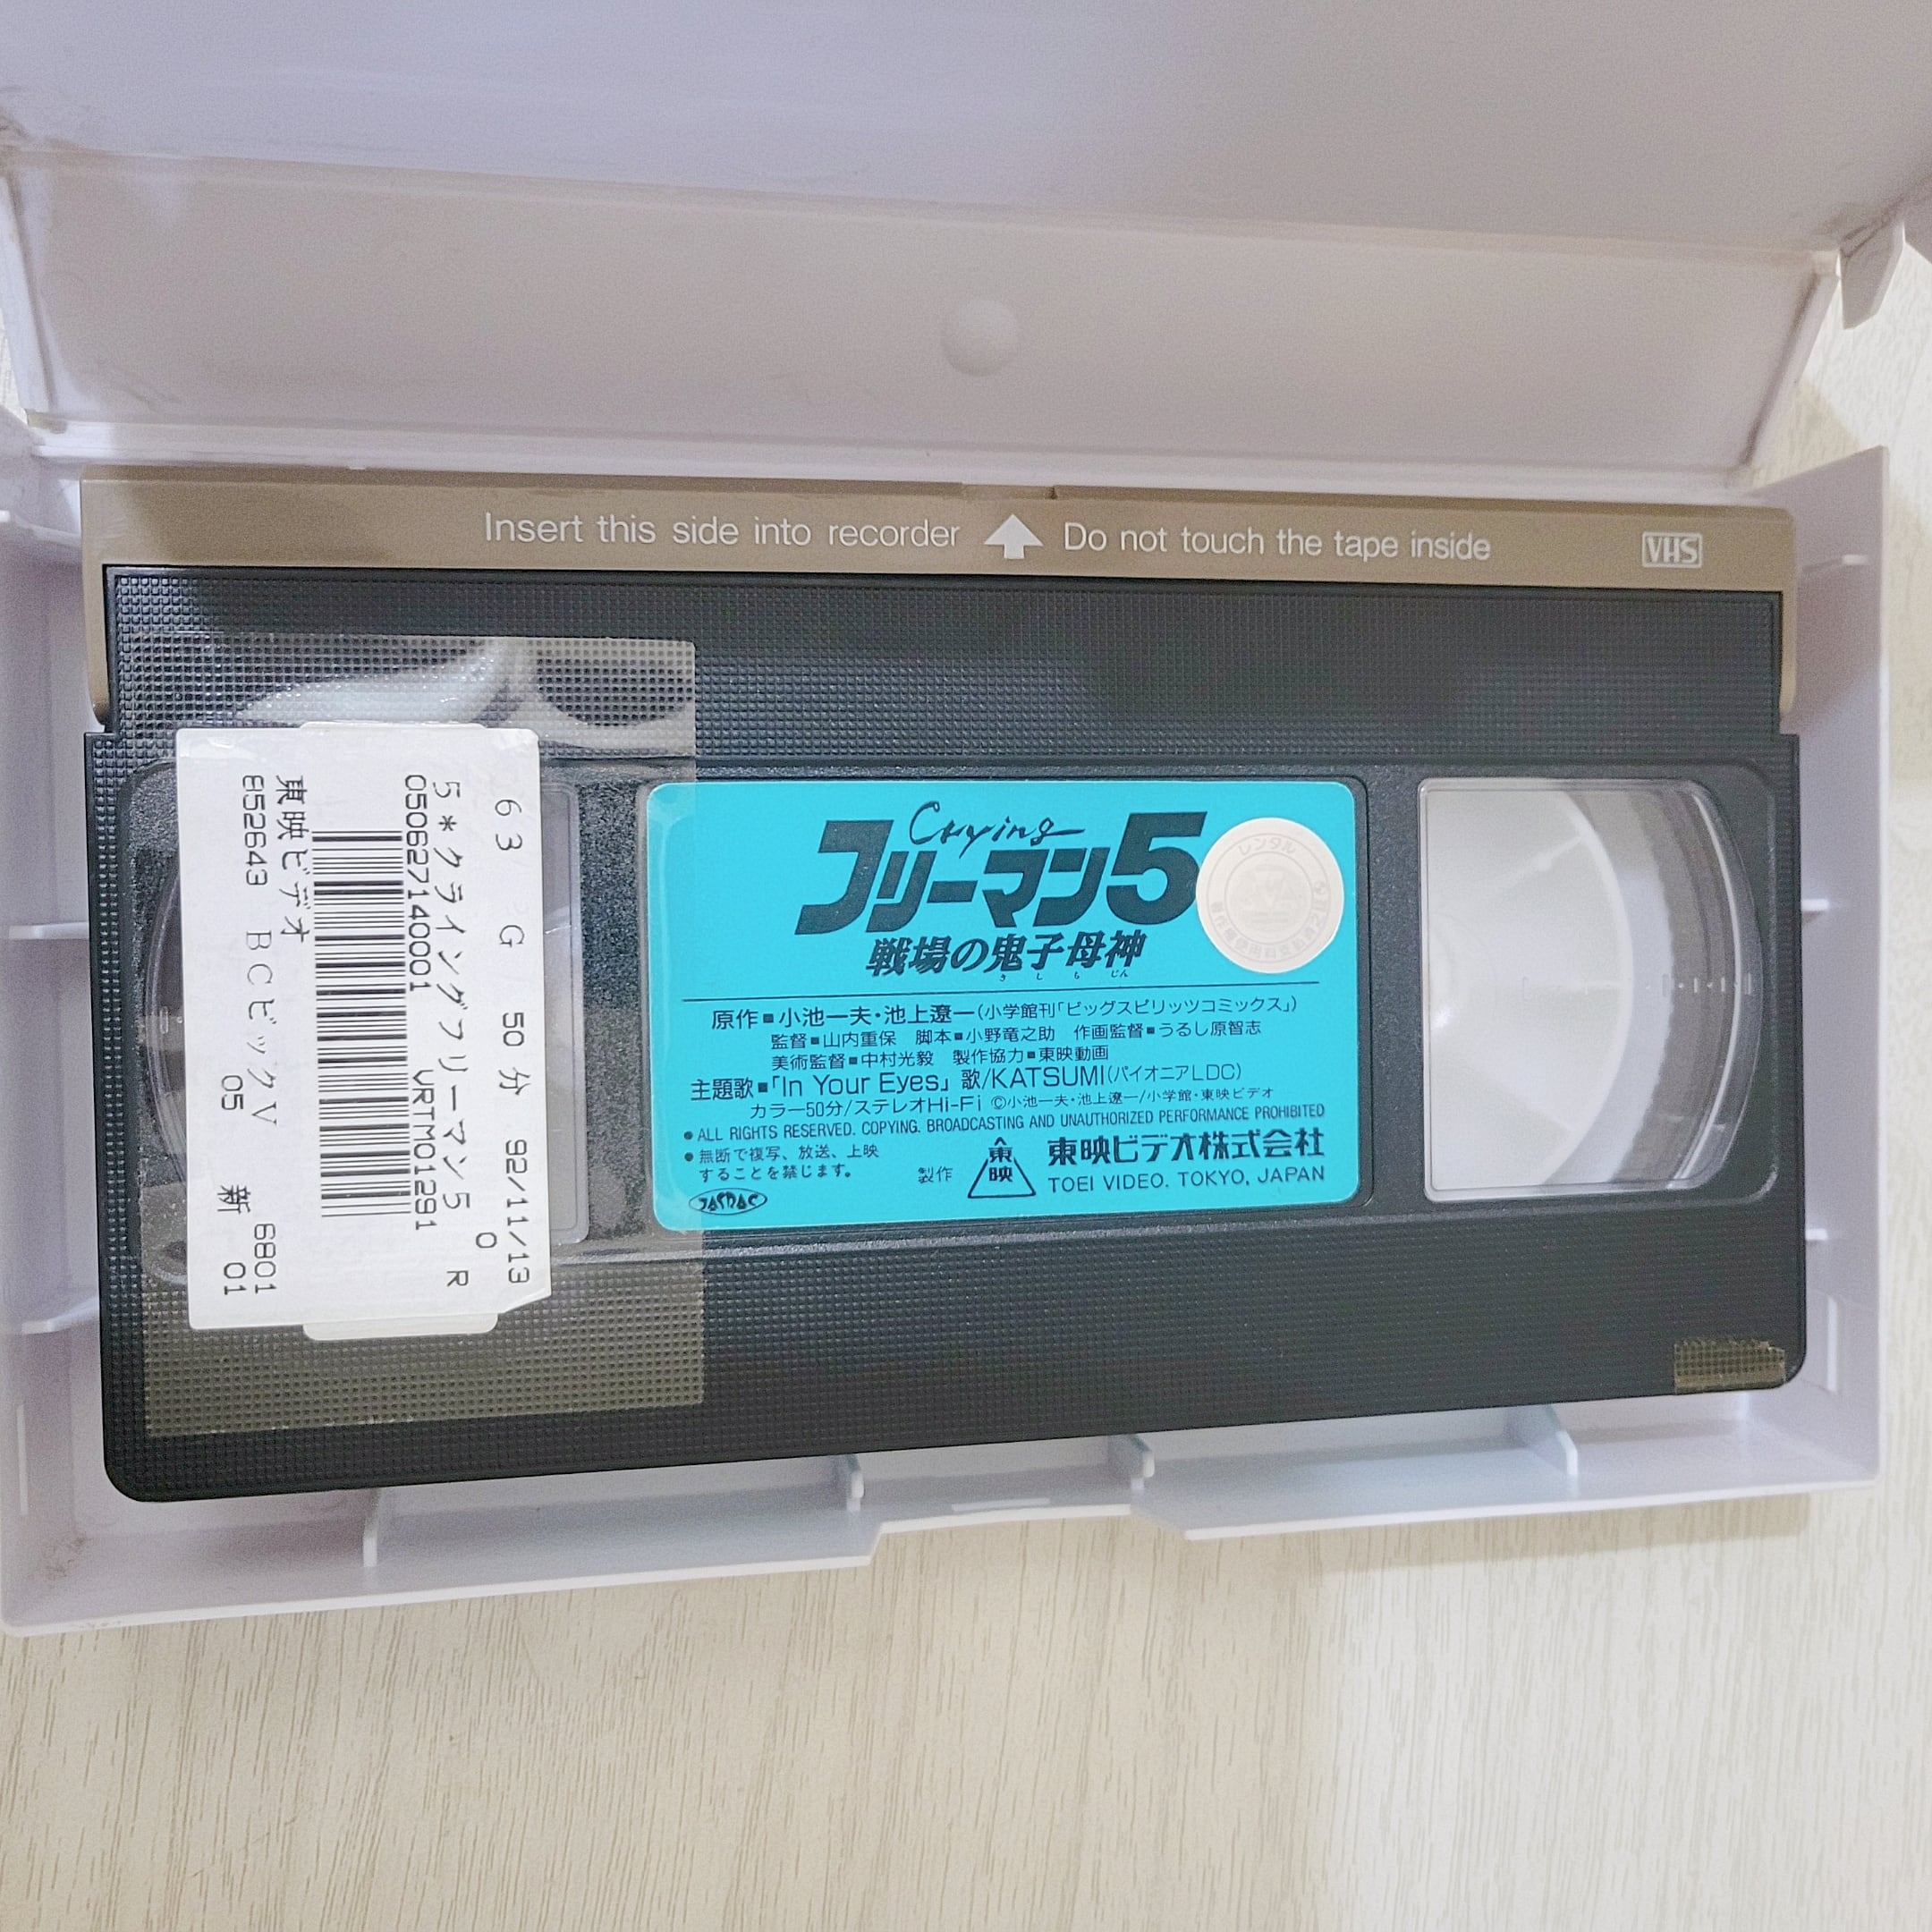 Insert this side into recorder Do not touch the tape inside VHS
63 G 50分 92/11/13
0
5*クライングフリーマン5 R
0506271400001 VRTM01291
東映ビデオ
852643 BCビックV 6801
05 新 01
Crying
フリーマン5
レンタル
戦場の鬼子母神
きしもじん
原作■小池一夫・池上遼一(小学館刊「ビッグスピリッツコミックス」)
監督■山内重保 脚本■小野竜之助 作画監督■うるし原智志
美術監督■中村光毅 製作協力■東映動画
主題歌■「In Your Eyes」 歌/KATSUMI(パイオニアLDC)
カラー50分/ステレオHi-Fi ©小池一夫・池上遼一/小学館・東映ビデオ
●ALL RIGHTS RESERVED. COPYING. BROADCASTING AND UNAUTHORIZED PERFORMANCE PROHIBITED
●無断で複写、放送、上映
することを禁じます。
JASRAC
製作 東映 東映ビデオ株式会社
TOEI VIDEO. TOKYO, JAPAN